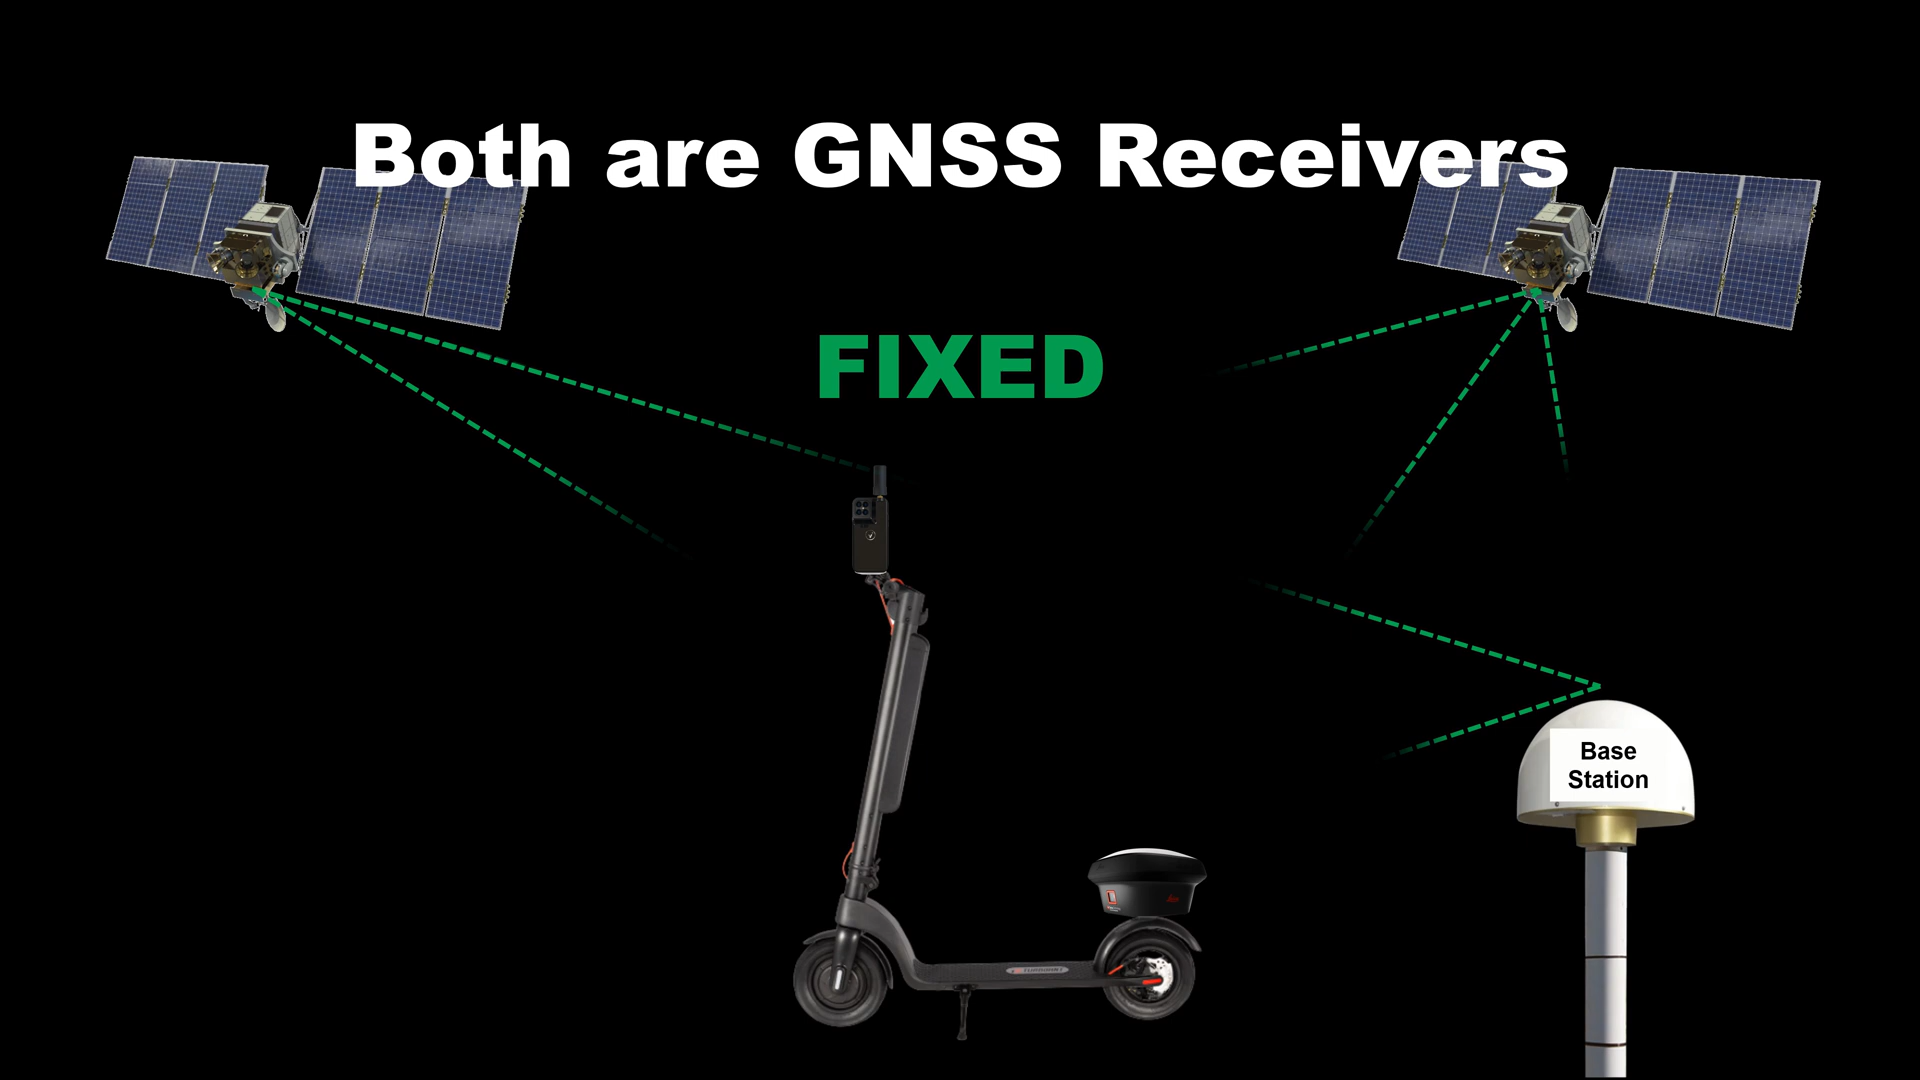 Both are GNSS Receivers
FIXED
Base
Station